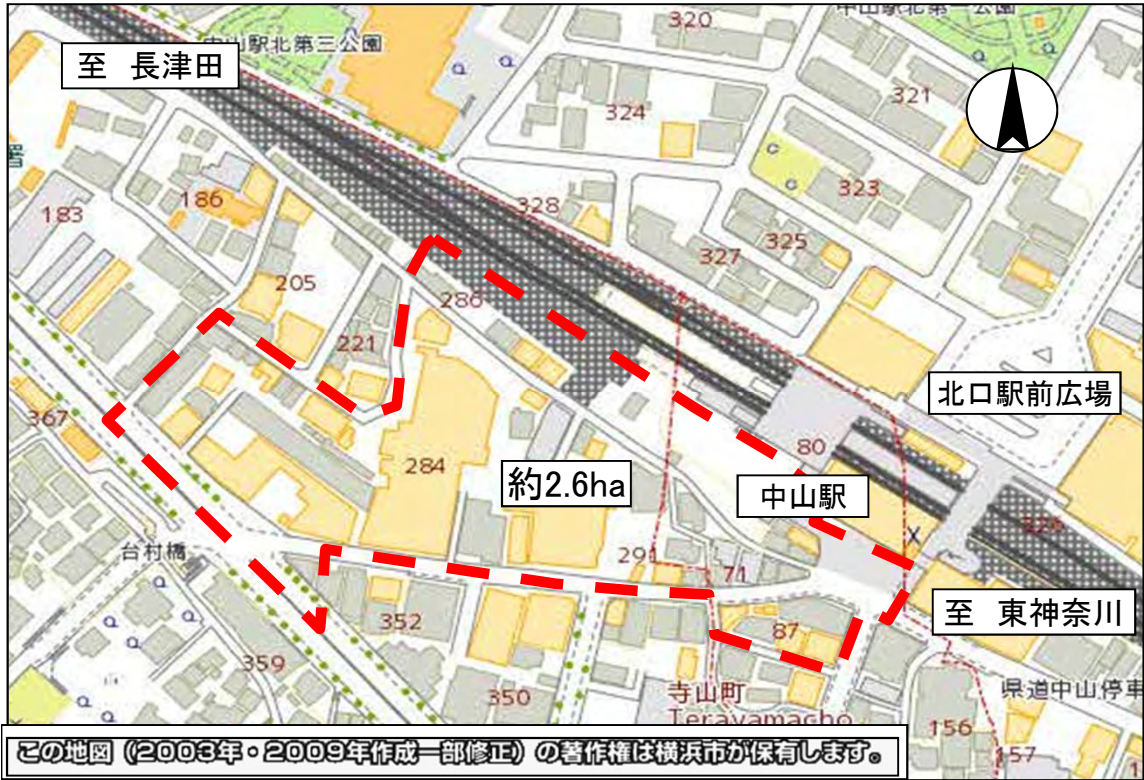 320
中山駅北第一公園
中山駅北第三公園
至 長津田
321
324
323
183
186
328
325
327
205
286
221
北口駅前広場
367
80
284
約2.6ha
中山駅
台村橋
291
71
至 東神奈川
352
87
359
県道中山停車
350
寺山町
Terayamacho
156
157
この地図（2003年・2009年作成一部修正）の著作権は横浜市が保有します。